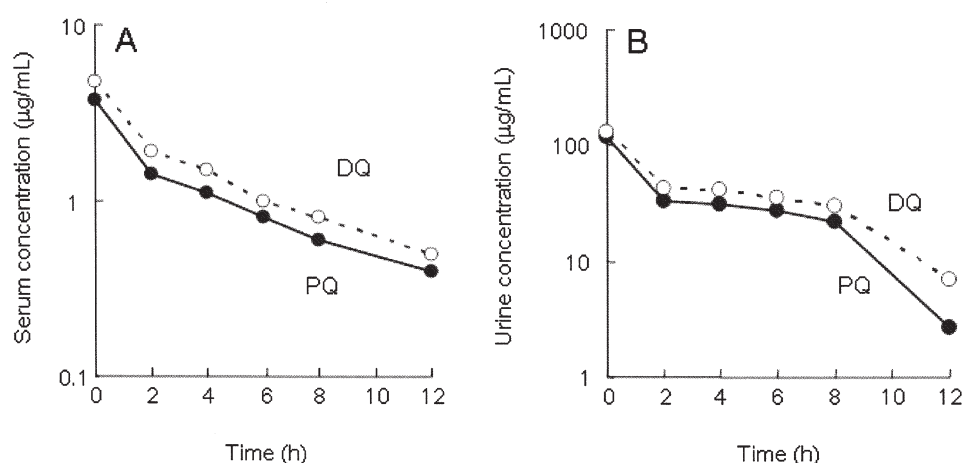 A
Serum concentration (µg/mL)
10
1
0.1
DQ
PQ
0 2 4 6 8 10 12
Time (h)
B
Urine concentration (µg/mL)
1000
100
10
1
DQ
PQ
0 2 4 6 8 10 12
Time (h)